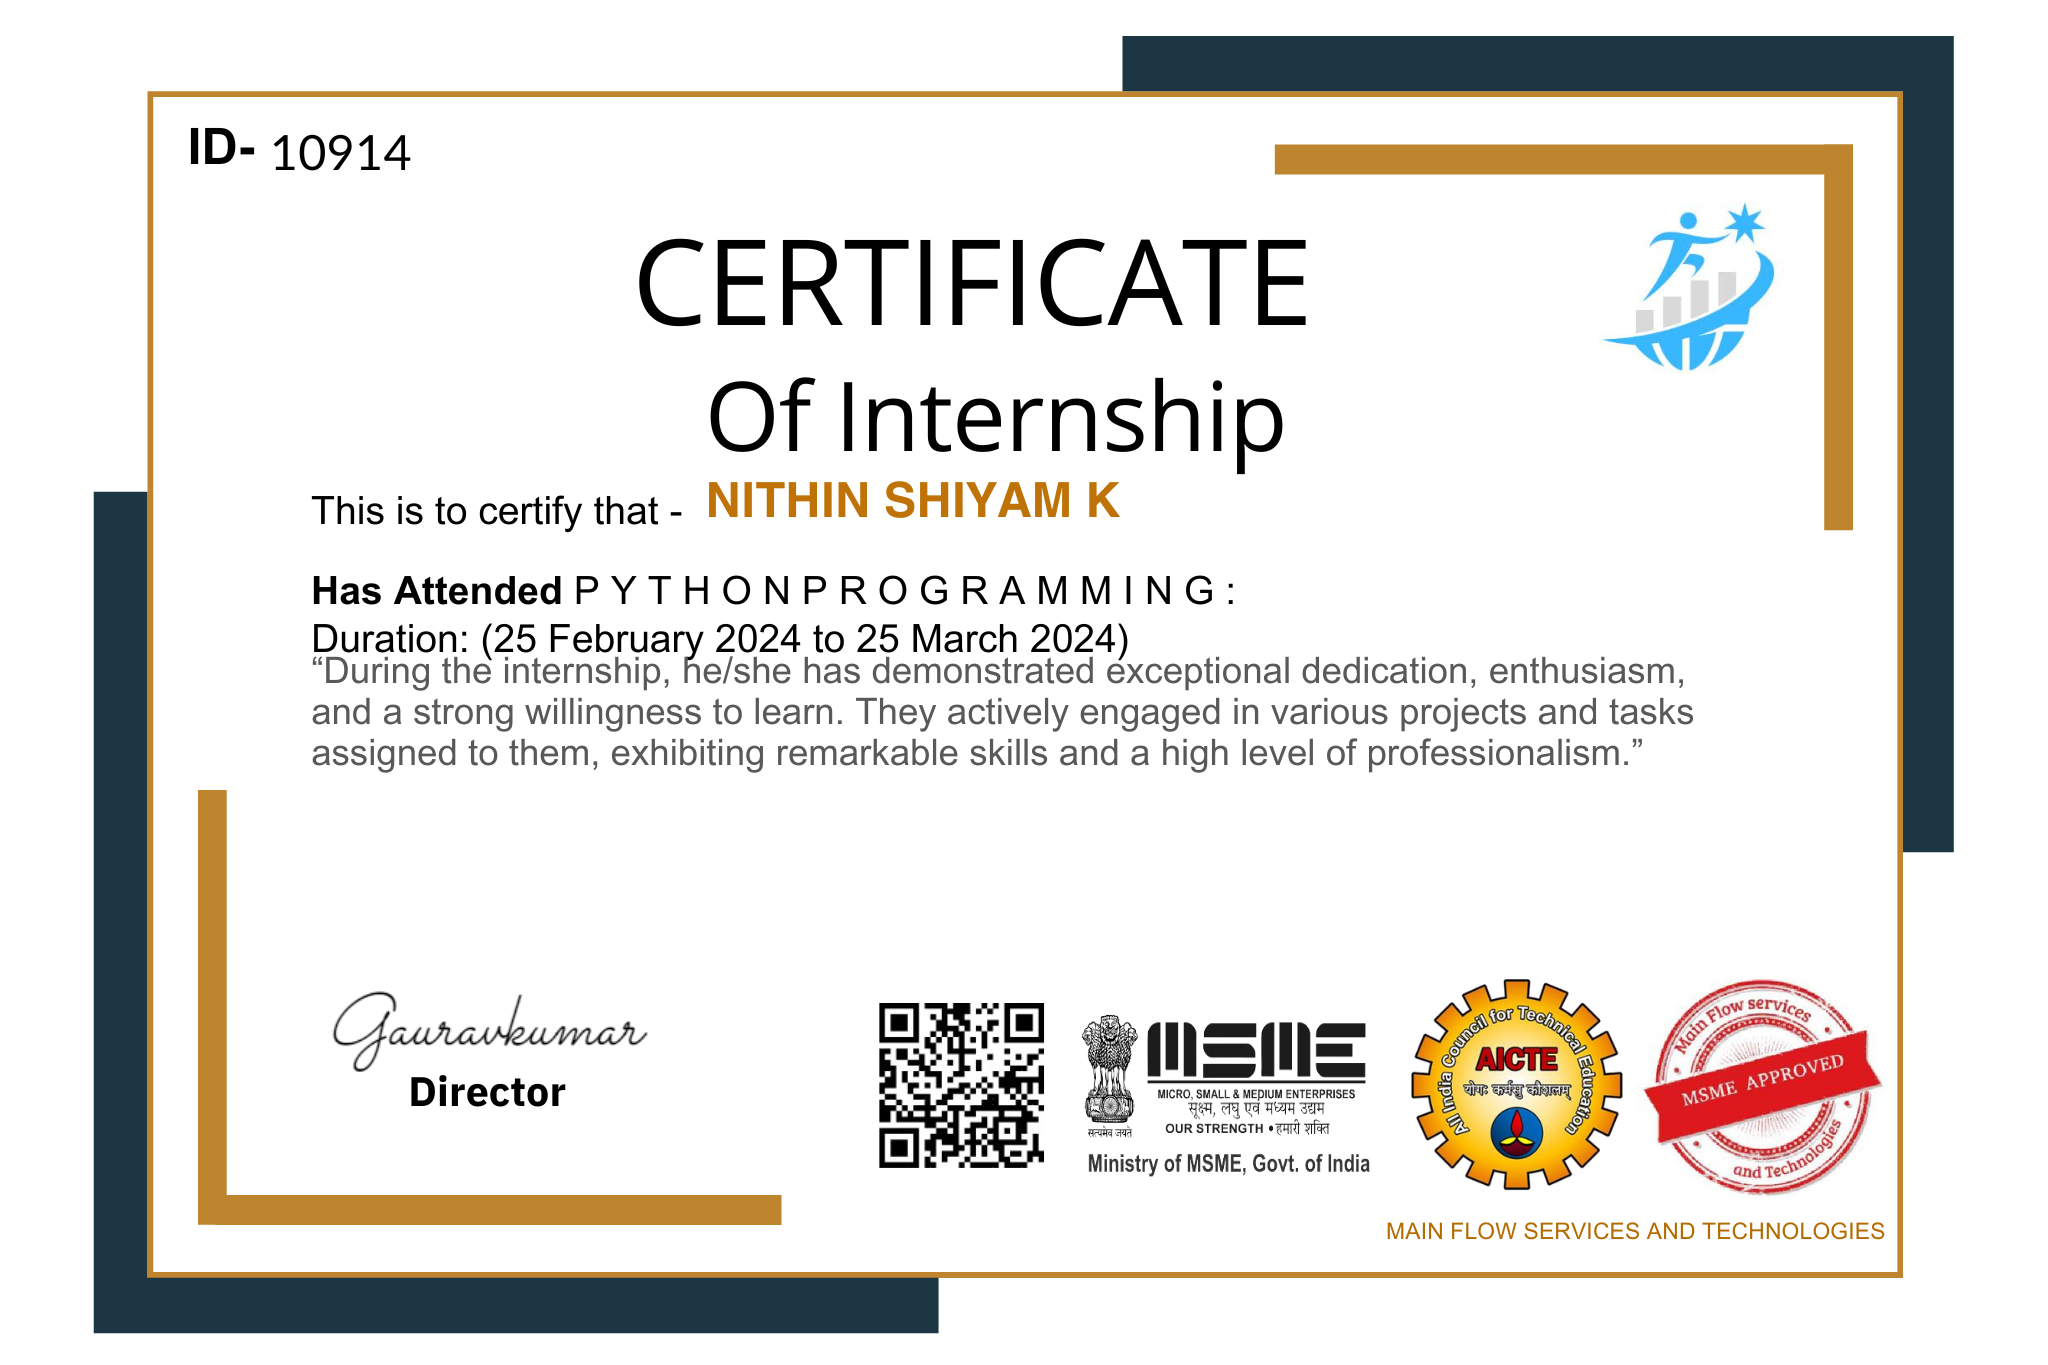 ID- 10914
CERTIFICATE
Of Internship
This is to certify that - NITHIN SHIYAM K
Has Attended P Y T H O N P R O G R A M M I N G :
Duration: (25 February 2024 to 25 March 2024)
“During the internship, he/she has demonstrated exceptional dedication, enthusiasm,
and a strong willingness to learn. They actively engaged in various projects and tasks
assigned to them, exhibiting remarkable skills and a high level of professionalism.”
Gauravkumar
Director
सत्यमेव जयते
MSME
MICRO, SMALL & MEDIUM ENTERPRISES
सूक्ष्म, लघु एवं मध्यम उद्यम
OUR STRENGTH • हमारी शक्ति
Ministry of MSME, Govt. of India
All India Council for Technical Education
AICTE
योगः कर्मसु कौशलम्
Main Flow services
MSME APPROVED
and Technologies
MAIN FLOW SERVICES AND TECHNOLOGIES